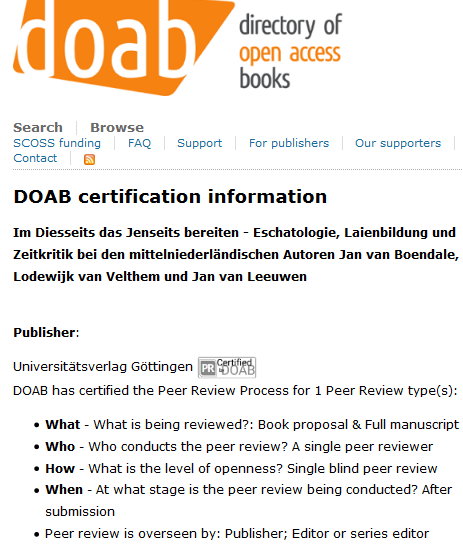 doab
directory of
open access
books
Search Browse
SCOSS funding FAQ Support For publishers Our supporters
Contact
DOAB certification information
Im Diesseits das Jenseits bereiten - Eschatologie, Laienbildung und
Zeitkritik bei den mittelniederländischen Autoren Jan van Boendale,
Lodewijk van Velthem und Jan van Leeuwen
Publisher:
Universitätsverlag Göttingen PR Certified by DOAB
DOAB has certified the Peer Review Process for 1 Peer Review type(s):
• What - What is being reviewed?: Book proposal & Full manuscript
• Who - Who conducts the peer review? A single peer reviewer
• How - What is the level of openness? Single blind peer review
• When - At what stage is the peer review being conducted? After
submission
• Peer review is overseen by: Publisher; Editor or series editor